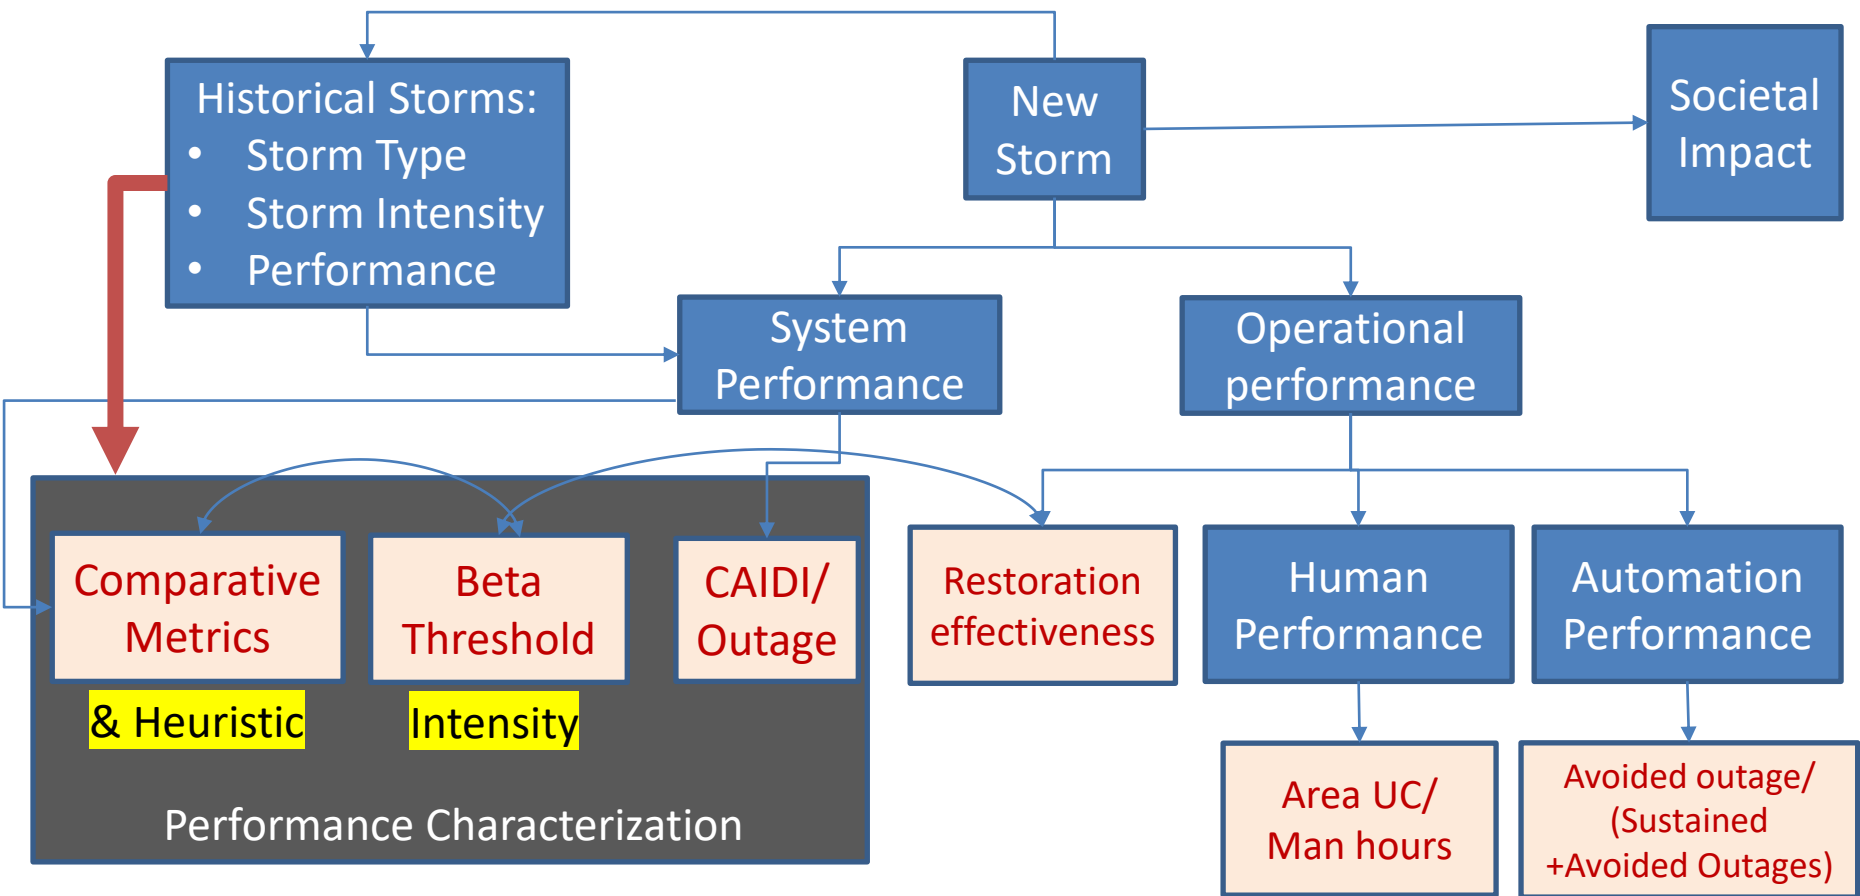 Historical Storms:
• Storm Type
• Storm Intensity
• Performance
New
Storm
Societal
Impact
System
Performance
Operational
performance
Comparative
Metrics
& Heuristic
Beta
Threshold
Intensity
CAIDI/
Outage
Performance Characterization
Restoration
effectiveness
Human
Performance
Automation
Performance
Area UC/
Man hours
Avoided outage/
(Sustained
+Avoided Outages)